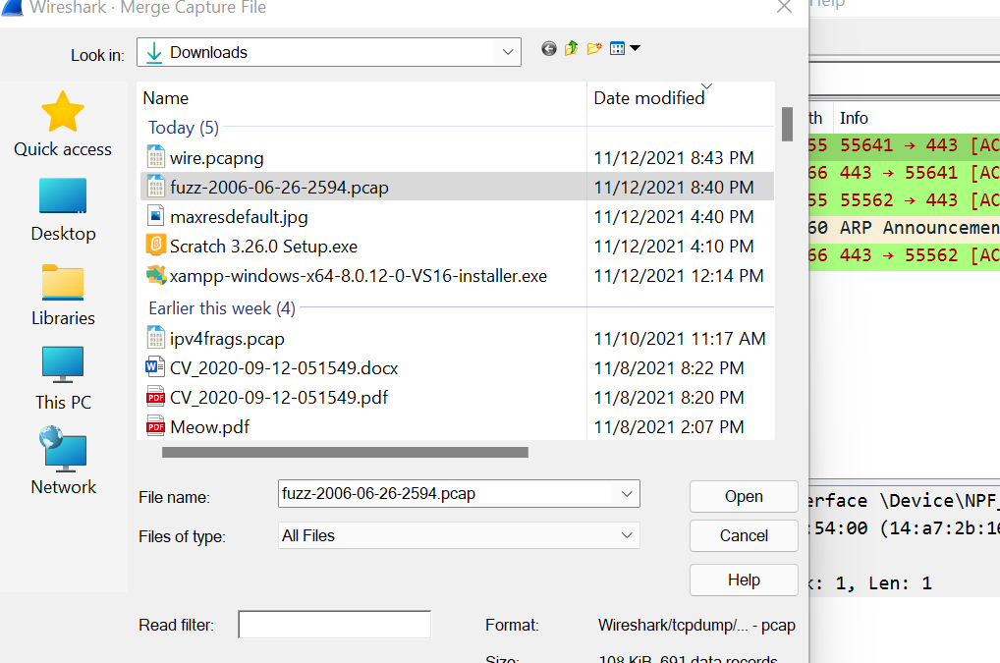 Wireshark · Merge Capture File
Help
Look in:
Downloads
Quick access
Desktop
Libraries
This PC
Network
Name
Date modified
Today (5)
wire.pcapng
11/12/2021 8:43 PM
fuzz-2006-06-26-2594.pcap
11/12/2021 8:40 PM
maxresdefault.jpg
11/12/2021 4:40 PM
Scratch 3.26.0 Setup.exe
11/12/2021 4:10 PM
xampp-windows-x64-8.0.12-0-VS16-installer.exe
11/12/2021 12:14 PM
Earlier this week (4)
ipv4frags.pcap
11/10/2021 11:17 AM
CV_2020-09-12-051549.docx
11/8/2021 8:22 PM
CV_2020-09-12-051549.pdf
11/8/2021 8:20 PM
Meow.pdf
11/8/2021 2:07 PM
File name:
fuzz-2006-06-26-2594.pcap
Open
Files of type:
All Files
Cancel
Help
Read filter:
Format:
Wireshark/tcpdump/... - pcap
Size:
108 KiB, 691 data records
th Info
55 55641 → 443 [AC
66 443 → 55641 [AC
55 55562 → 443 [AC
60 ARP Announcemen
66 443 → 55562 [AC
erface \Device\NPF_
:54:00 (14:a7:2b:16
k: 1, Len: 1